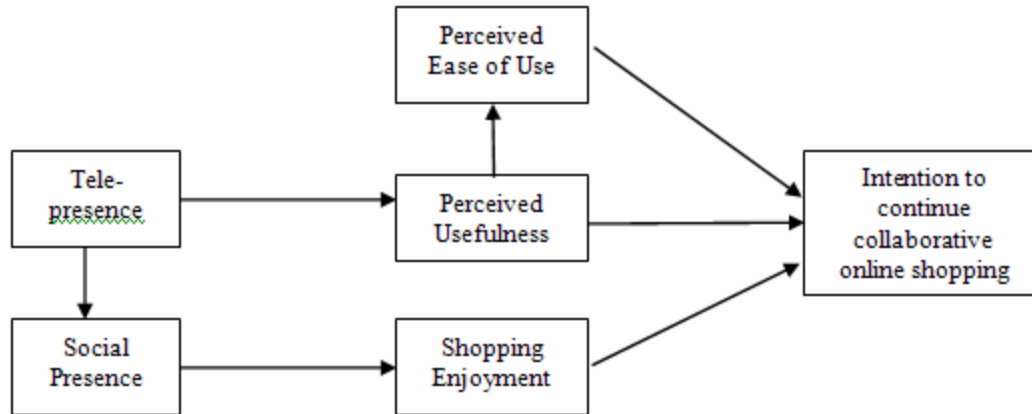 Perceived
Ease of Use
Tele-
presence
Perceived
Usefulness
Intention to
continue
collaborative
online shopping
Social
Presence
Shopping
Enjoyment